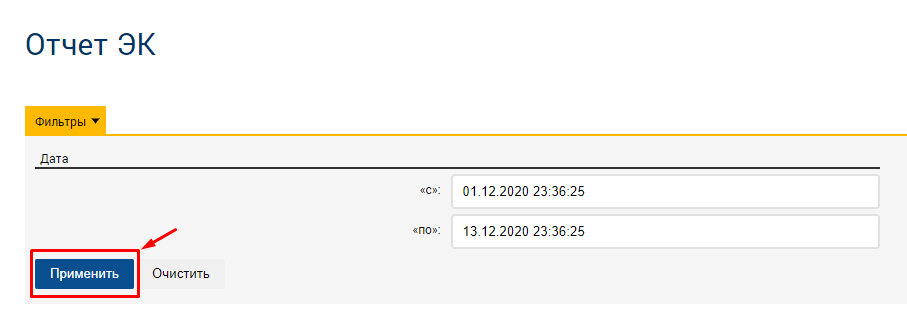 Отчет ЭК
Фильтры
Дата
«с»: 01.12.2020 23:36:25
«по»: 13.12.2020 23:36:25
Применить Очистить